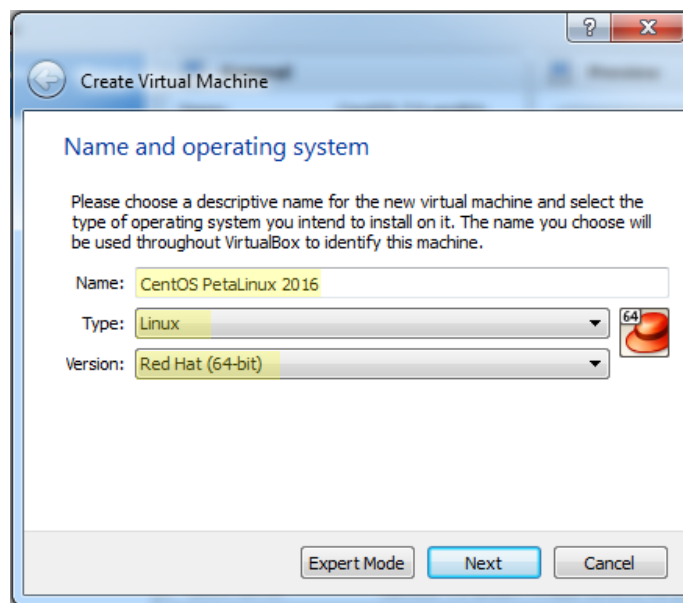 Create Virtual Machine
Name and operating system
Please choose a descriptive name for the new virtual machine and select the
type of operating system you intend to install on it. The name you choose will
be used throughout VirtualBox to identify this machine.
Name: CentOS PetaLinux 2016
Type: Linux
64
Version: Red Hat (64-bit)
Expert Mode Next Cancel